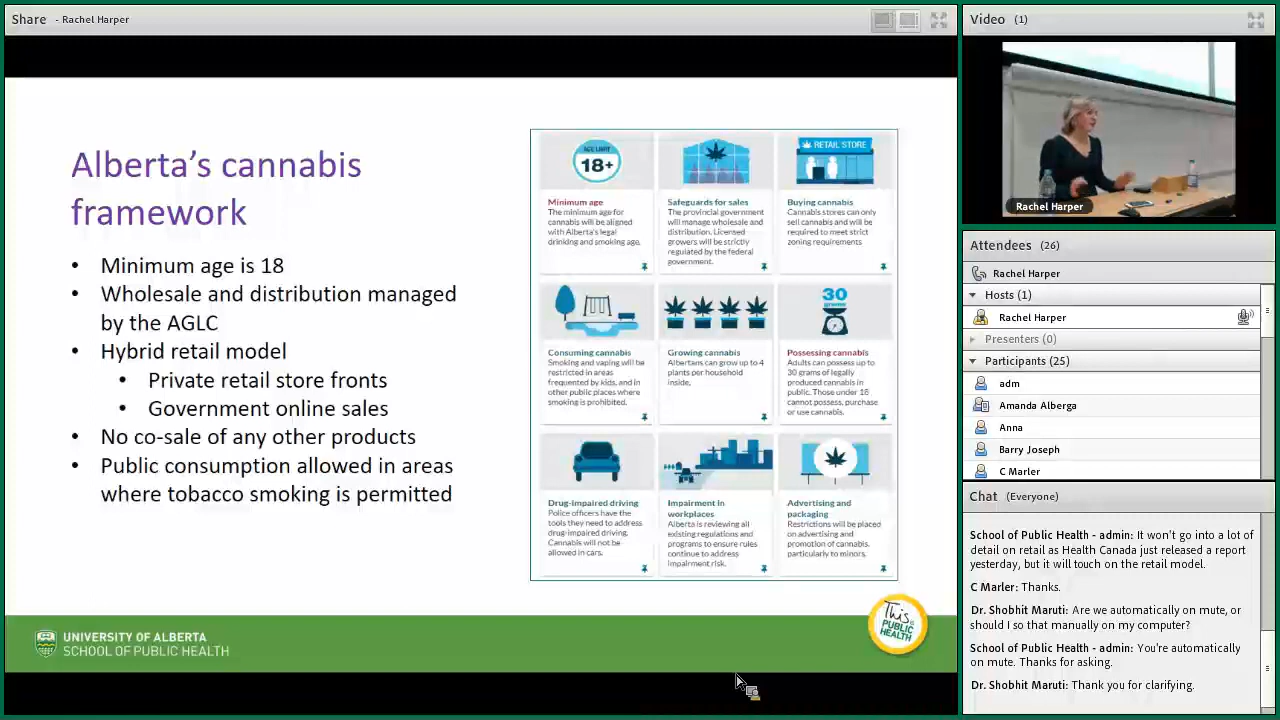 Share - Rachel Harper
Alberta’s cannabis
framework
• Minimum age is 18
• Wholesale and distribution managed
by the AGLC
• Hybrid retail model
• Private retail store fronts
• Government online sales
• No co-sale of any other products
• Public consumption allowed in areas
where tobacco smoking is permitted
AGE LIMIT
18+
Minimum age
The minimum age for
cannabis will be aligned
with Alberta's legal
drinking and smoking age.
Safeguards for sales
The provincial government
will manage wholesale and
distribution. Licensed
growers will be strictly
regulated by the federal
government.
RETAIL STORE
Buying cannabis
Cannabis stores can only
sell cannabis and will be
required to meet strict
zoning requirements
Consuming cannabis
Smoking and vaping will be
restricted in areas
frequented by kids, and in
other public places where
smoking is prohibited.
Growing cannabis
Albertans can grow up to 4
plants per household
inside.
30
grams
Possessing cannabis
Adults can possess up to
30 grams of legally
produced cannabis in
public. Those under 18
cannot possess, purchase
or use cannabis.
Drug-impaired driving
Police officers have the
tools they need to address
drug-impaired driving.
Cannabis will not be
allowed in cars.
Impairment in
workplaces
Alberta is reviewing all
existing regulations and
programs to ensure rules
continue to address
impairment risk.
Advertising and
packaging
Restrictions will be placed
on advertising and
promotion of cannabis,
particularly to minors.
UNIVERSITY OF ALBERTA
SCHOOL OF PUBLIC HEALTH
This is
PUBLIC
HEALTH
Video (1)
Rachel Harper
Attendees (26)
Rachel Harper
Hosts (1)
Rachel Harper
Presenters (0)
Participants (25)
adm
Amanda Alberga
Anna
Barry Joseph
C Marler
Chat (Everyone)
School of Public Health - admin: It won't go into a lot of
detail on retail as Health Canada just released a report
yesterday, but it will touch on the retail model.
C Marler: Thanks.
Dr. Shobhit Maruti: Are we automatically on mute, or
should I so that manually on my computer?
School of Public Health - admin: You're automatically
on mute. Thanks for asking.
Dr. Shobhit Maruti: Thank you for clarifying.